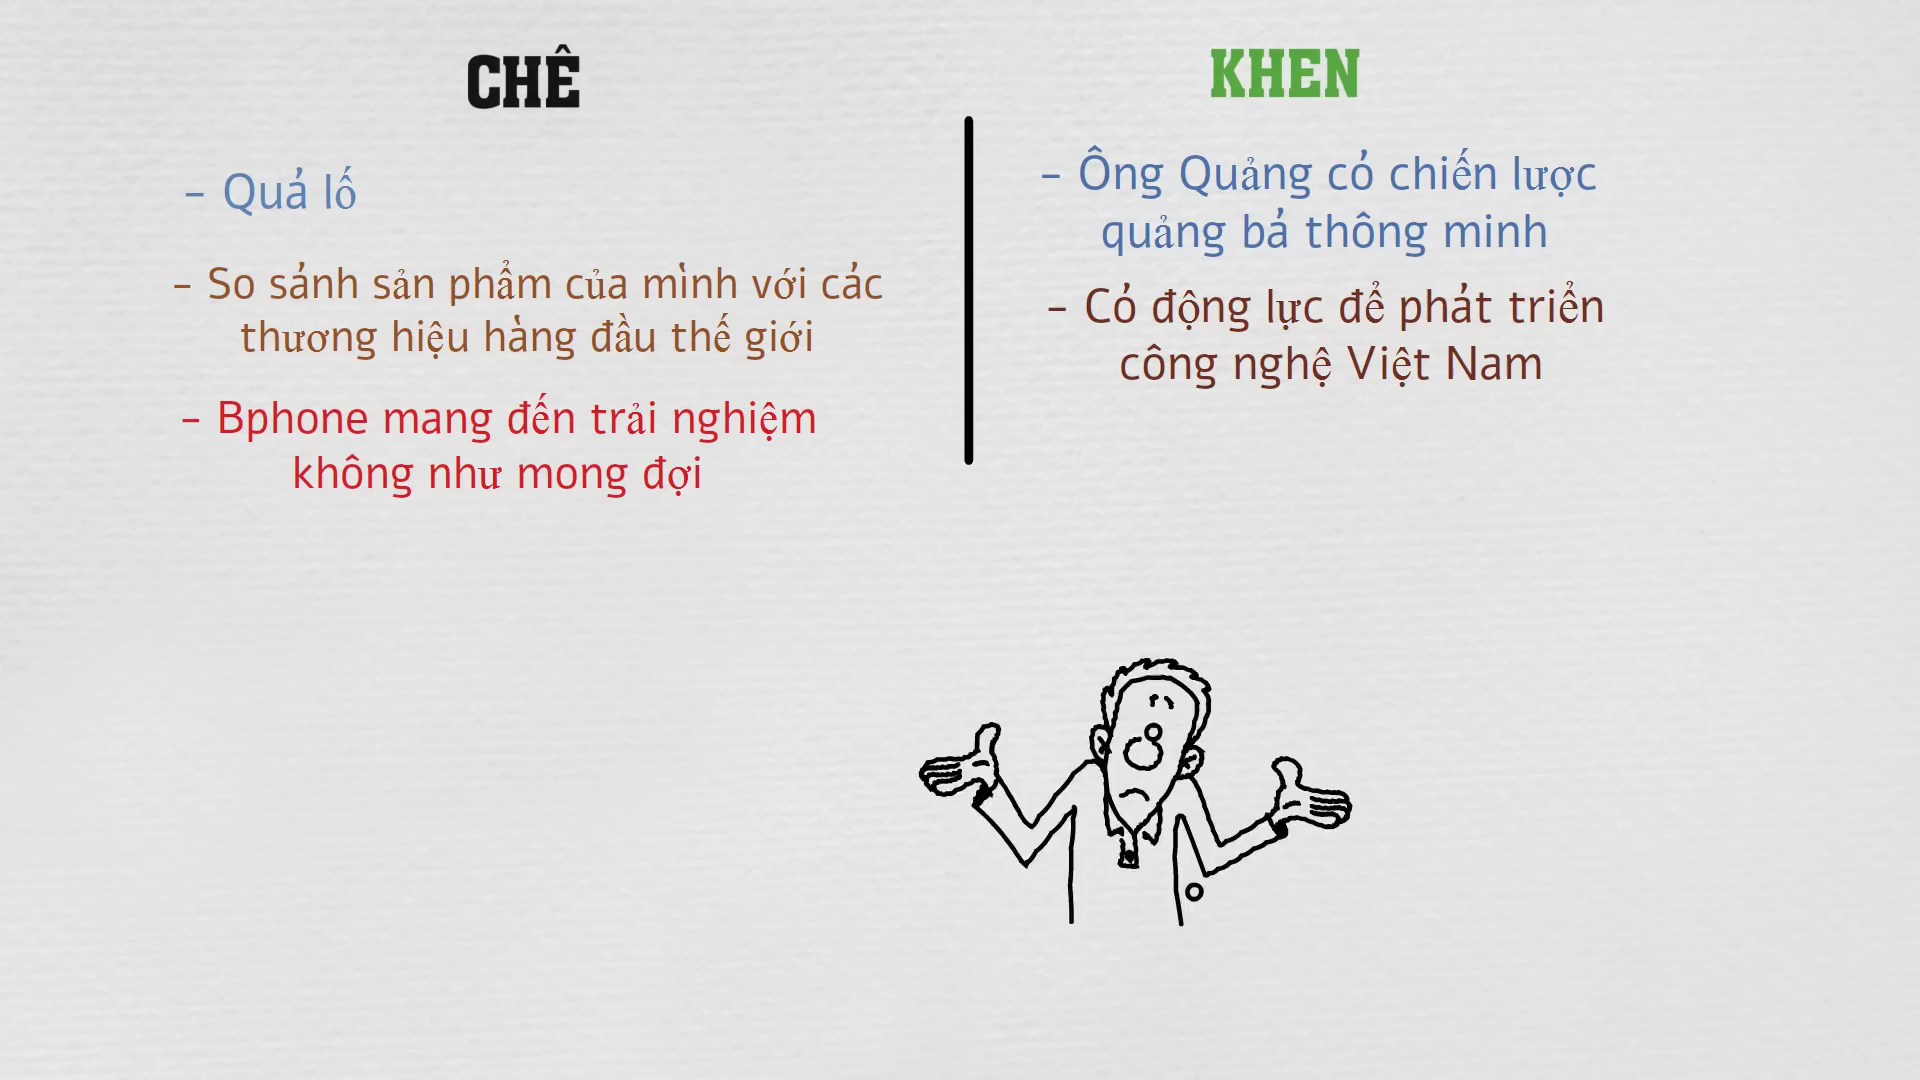 CHÊ
- Quá lố
- So sánh sản phẩm của mình với các
thương hiệu hàng đầu thế giới
- Bphone mang đến trải nghiệm
không như mong đợi
KHEN
- Ông Quảng có chiến lược
quảng bá thông minh
- Có động lực để phát triển
công nghệ Việt Nam